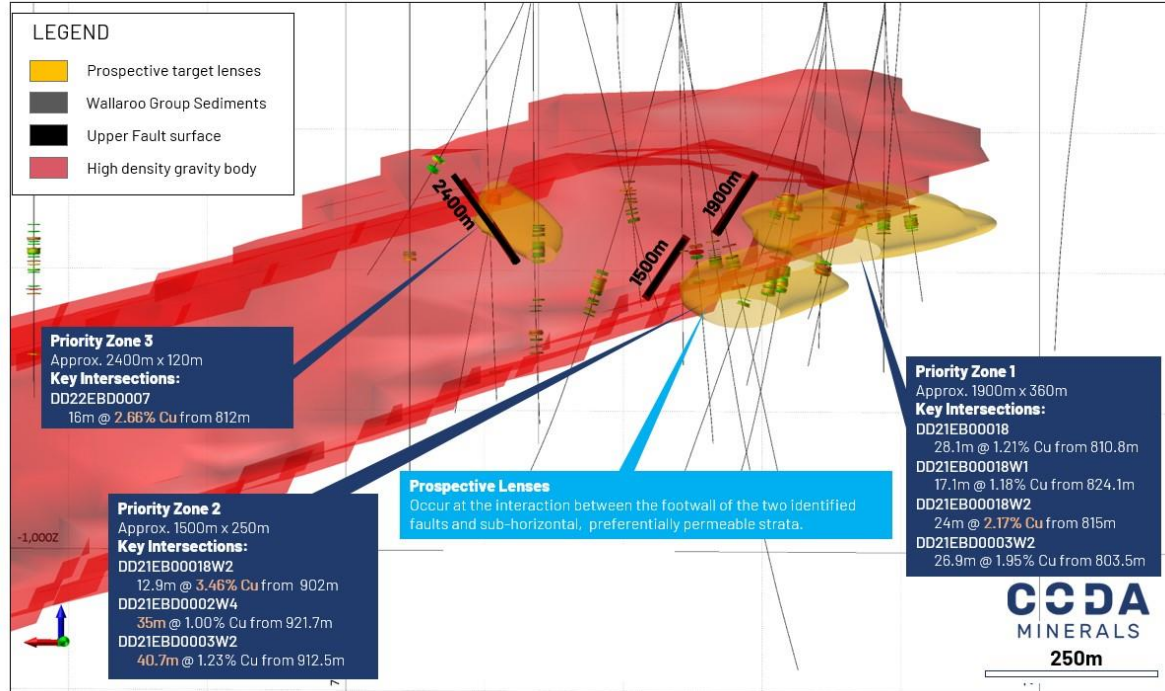 LEGEND
Prospective target lenses
Wallaroo Group Sediments
Upper Fault surface
High density gravity body
2400m
1900m
1500m
Priority Zone 3
Approx. 2400m x 120m
Key Intersections:
DD22EBD0007
16m @ 2.66% Cu from 812m
Priority Zone 2
Approx. 1500m x 250m
Key Intersections:
DD21EB00018W2
12.9m @ 3.46% Cu from 902m
DD21EBD0002W4
35m @ 1.00% Cu from 921.7m
DD21EBD0003W2
40.7m @ 1.23% Cu from 912.5m
Prospective Lenses
Occur at the interaction between the footwall of the two identified
faults and sub-horizontal, preferentially permeable strata.
Priority Zone 1
Approx. 1900m x 360m
Key Intersections:
DD21EB00018
28.1m @ 1.21% Cu from 810.8m
DD21EB00018W1
17.1m @ 1.18% Cu from 824.1m
DD21EB00018W2
24m @ 2.17% Cu from 815m
DD21EBD0003W2
26.9m @ 1.95% Cu from 803.5m
-1,000Z
CODA
MINERALS
250m